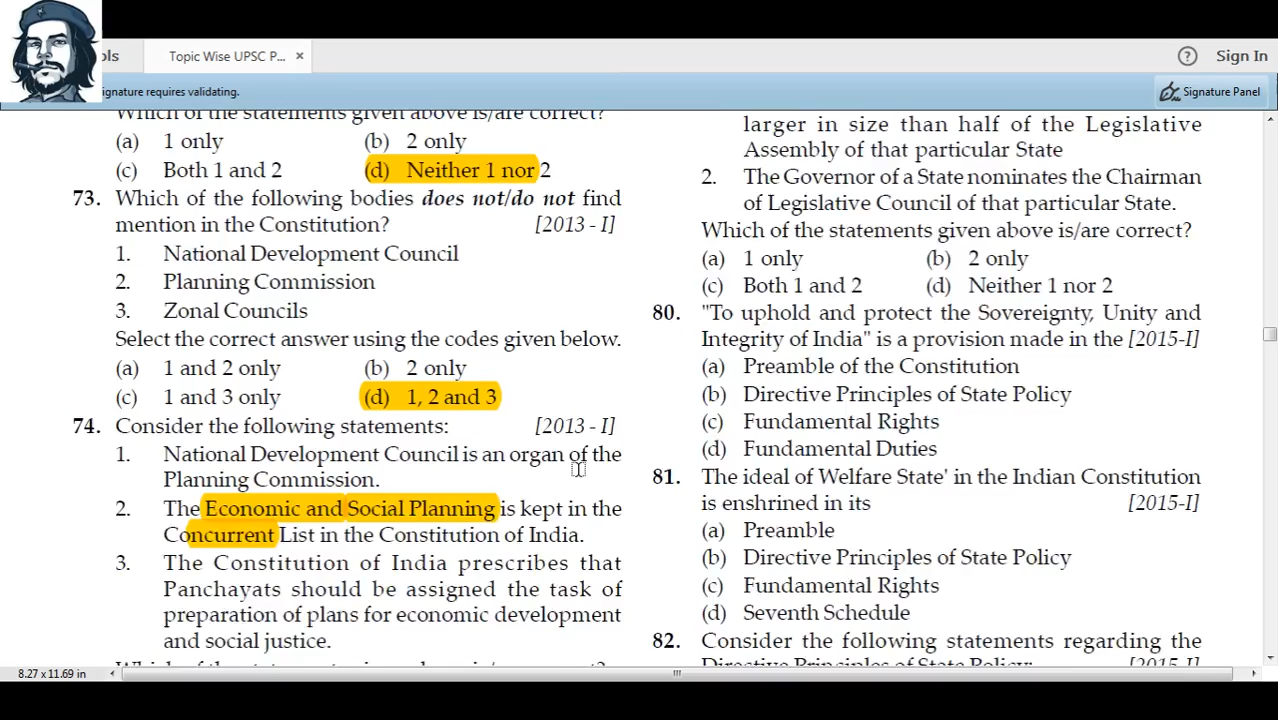 ols
Topic Wise UPSC P... ×
? Sign In
ignature requires validating.
Signature Panel
Which of the statements given above is/are correct?
(a) 1 only (b) 2 only
(c) Both 1 and 2 (d) Neither 1 nor 2
73. Which of the following bodies does not/do not find
mention in the Constitution? [2013 - I]
1. National Development Council
2. Planning Commission
3. Zonal Councils
Select the correct answer using the codes given below.
(a) 1 and 2 only (b) 2 only
(c) 1 and 3 only (d) 1, 2 and 3
74. Consider the following statements: [2013 - I]
1. National Development Council is an organ of the
Planning Commission.
2. The Economic and Social Planning is kept in the
Concurrent List in the Constitution of India.
3. The Constitution of India prescribes that
Panchayats should be assigned the task of
preparation of plans for economic development
and social justice.
larger in size than half of the Legislative
Assembly of that particular State
2. The Governor of a State nominates the Chairman
of Legislative Council of that particular State.
Which of the statements given above is/are correct?
(a) 1 only (b) 2 only
(c) Both 1 and 2 (d) Neither 1 nor 2
80. "To uphold and protect the Sovereignty, Unity and
Integrity of India" is a provision made in the [2015-I]
(a) Preamble of the Constitution
(b) Directive Principles of State Policy
(c) Fundamental Rights
(d) Fundamental Duties
81. The ideal of Welfare State' in the Indian Constitution
is enshrined in its [2015-I]
(a) Preamble
(b) Directive Principles of State Policy
(c) Fundamental Rights
(d) Seventh Schedule
82. Consider the following statements regarding the
Directive Principles of State Policy: [2015-I]
8.27 x 11.69 in